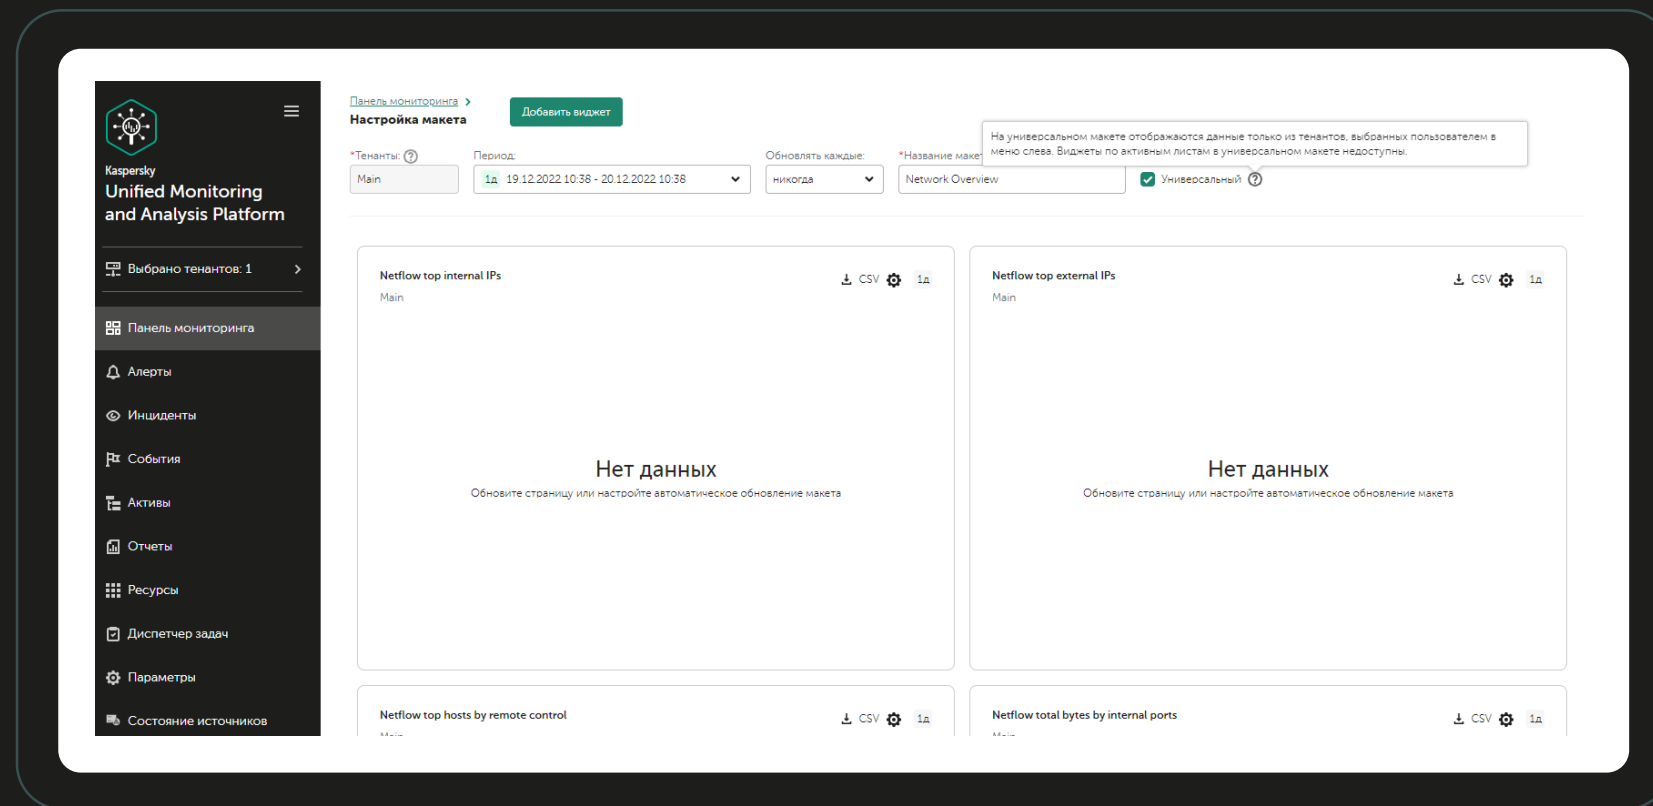 Kaspersky
Unified Monitoring
and Analysis Platform
Выбрано тенантов: 1
Панель мониторинга
Алерты
Инциденты
События
Активы
Отчеты
Ресурсы
Диспетчер задач
Параметры
Состояние источников
Панель мониторинга
Настройка макета
Добавить виджет
На универсальном макете отображаются данные только из тенантов, выбранных пользователем в
меню слева. Виджеты по активным листам в универсальном макете недоступны.
*Тенанты: Период: Обновлять каждые: *Название
Main 1д 19.12.2022 10:38 - 20.12.2022 10:38 никогда Network Overview Универсальный
Netflow top internal IPs CSV 1д
Main
Нет данных
Обновите страницу или настройте автоматическое обновление макета
Netflow top external IPs CSV 1д
Main
Нет данных
Обновите страницу или настройте автоматическое обновление макета
Netflow top hosts by remote control CSV 1д
Main
Netflow total bytes by internal ports CSV 1д
Main